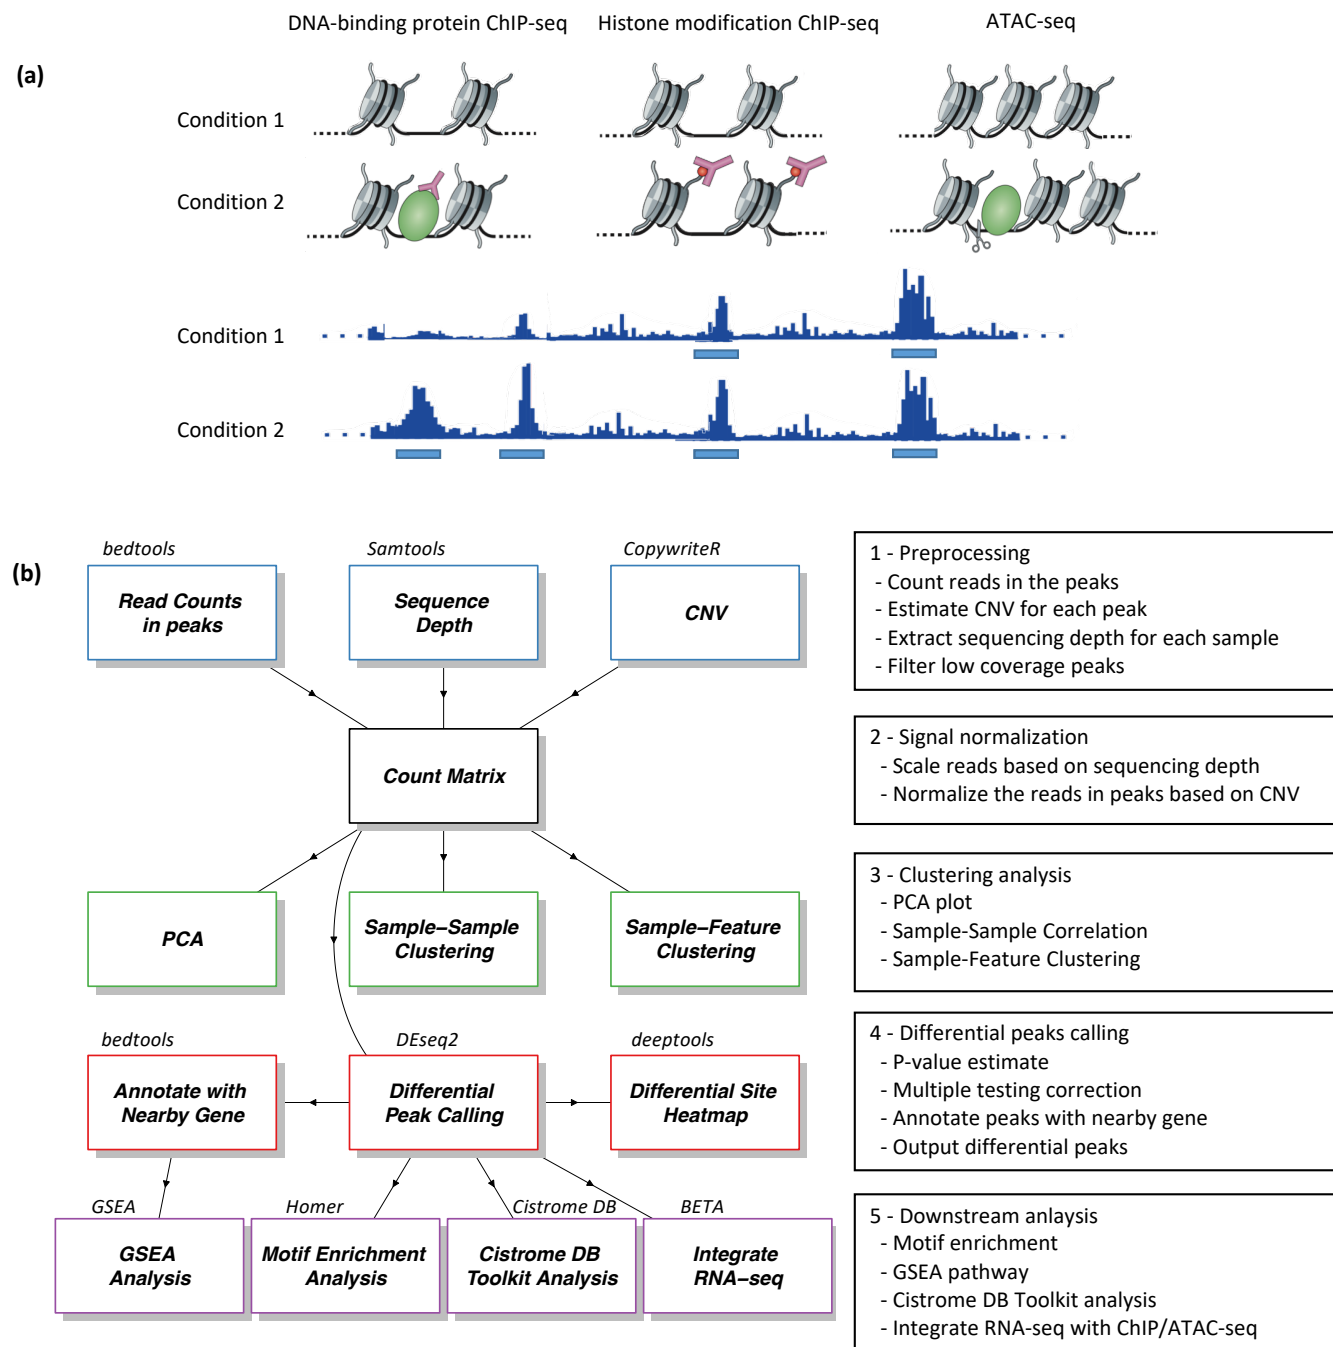 DNA-binding protein ChIP-seq
Histone modification ChIP-seq
ATAC-seq
(a)
Condition 1
Condition 2
Condition 1
Condition 2
(b)
bedtools
Read Counts
in peaks
Samtools
Sequence
Depth
CopywriteR
CNV
Count Matrix
PCA
Sample–Sample
Clustering
Sample–Feature
Clustering
bedtools
Annotate with
Nearby Gene
DEseq2
Differential
Peak Calling
deeptools
Differential Site
Heatmap
GSEA
GSEA
Analysis
Homer
Motif Enrichment
Analysis
Cistrome DB
Cistrome DB
Toolkit Analysis
BETA
Integrate
RNA–seq
1 - Preprocessing
- Count reads in the peaks
- Estimate CNV for each peak
- Extract sequencing depth for each sample
- Filter low coverage peaks
2 - Signal normalization
- Scale reads based on sequencing depth
- Normalize the reads in peaks based on CNV
3 - Clustering analysis
- PCA plot
- Sample-Sample Correlation
- Sample-Feature Clustering
4 - Differential peaks calling
- P-value estimate
- Multiple testing correction
- Annotate peaks with nearby gene
- Output differential peaks
5 - Downstream anlaysis
- Motif enrichment
- GSEA pathway
- Cistrome DB Toolkit analysis
- Integrate RNA-seq with ChIP/ATAC-seq